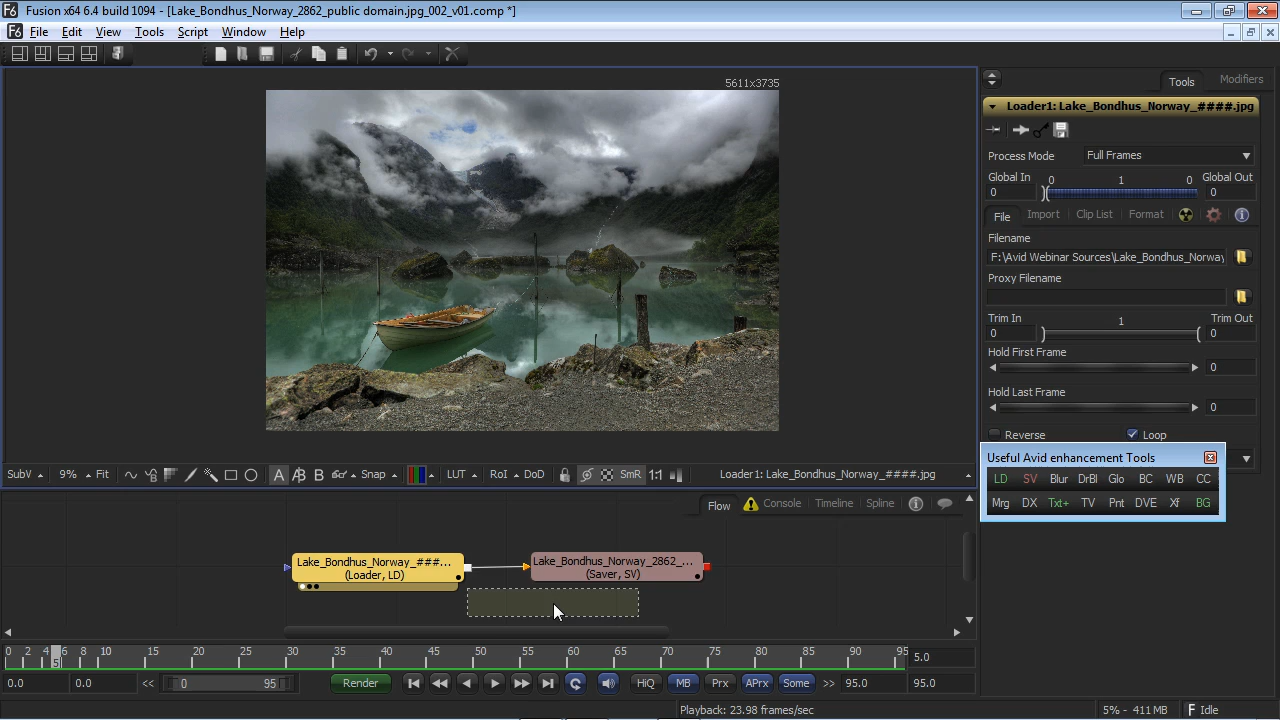 Fusion x64 6.4 build 1094 - [Lake_Bondhus_Norway_2862_public domain.jpg_002_v01.comp *]
File Edit View Tools Script Window Help
5611x3735
Tools Modifiers
Loader1: Lake_Bondhus_Norway_####.jpg
Process Mode Full Frames
Global In 0 1 0 Global Out
0 0
File Import Clip List Format
Filename
F:\Avid Webinar Sources\Lake_Bondhus_Norway
Proxy Filename
Trim In 1 Trim Out
0 0
Hold First Frame
0
Hold Last Frame
0
Reverse Loop
Useful Avid enhancement Tools
LD SV Blur DrBl Glo BC WB CC
Mrg DX Txt+ TV Pnt DVE Xf BG
SubV 9% Fit A B Snap LUT RoI DoD SmR 1:1 Loader1: Lake_Bondhus_Norway_####.jpg
Flow Console Timeline Spline
Lake_Bondhus_Norway_###...
(Loader, LD)
Lake_Bondhus_Norway_2862_...
(Saver, SV)
0 2 4 6 8 10 15 20 25 30 35 40 45 50 55 60 65 70 75 80 85 90 95
5
5.0
0.0 0.0 << 0 95 Render HiQ MB Prx APrx Some >> 95.0 95.0
Playback: 23.98 frames/sec 5% - 411 MB Idle